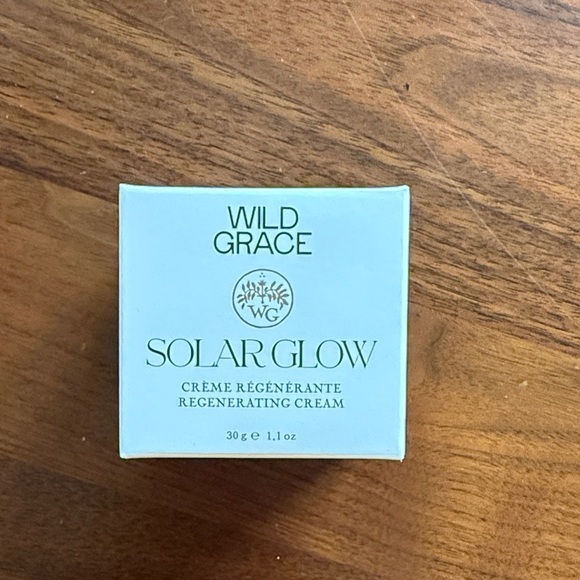 WILD
GRACE
WG
SOLAR GLOW
CRÈME RÉGÉNÉRANTE
REGENERATING CREAM
30 g ℮ 1,1 oz